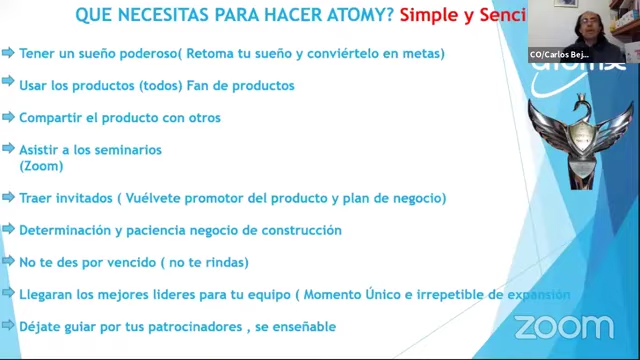 QUE NECESITAS PARA HACER ATOMY? Simple y Senci
CO/Carlos Bej...
atomy
Tener un sueño poderoso( Retoma tu sueño y conviértelo en metas)
Usar los productos (todos) Fan de productos
Compartir el producto con otros
Asistir a los seminarios
(Zoom)
Traer invitados ( Vuélvete promotor del producto y plan de negocio)
Determinación y paciencia negocio de construcción
No te des por vencido ( no te rindas)
Llegaran los mejores lideres para tu equipo ( Momento Único e irrepetible de expansión
Déjate guiar por tus patrocinadores , se enseñable
zoom